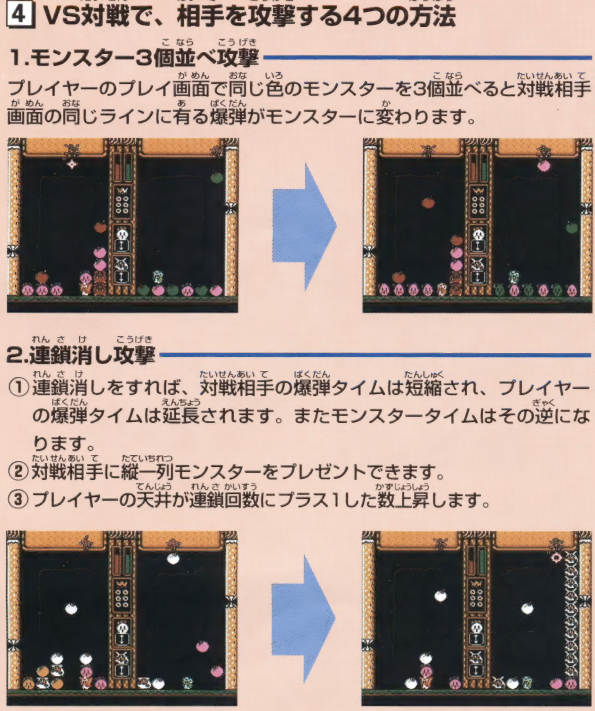 4 VS対戦で、相手を攻撃する4つの方法
1.モンスター3個並べ攻撃
プレイヤーのプレイ画面で同じ色のモンスターを3個並べると対戦相手
画面の同じラインに有る爆弾がモンスターに変わります。
2.連鎖消し攻撃
①連鎖消しをすれば、対戦相手の爆弾タイムは短縮され、プレイヤー
の爆弾タイムは延長されます。またモンスタータイムはその逆にな
ります。
②対戦相手に縦一列モンスターをプレゼントできます。
③プレイヤーの天井が連鎖回数にプラス1した数上昇します。